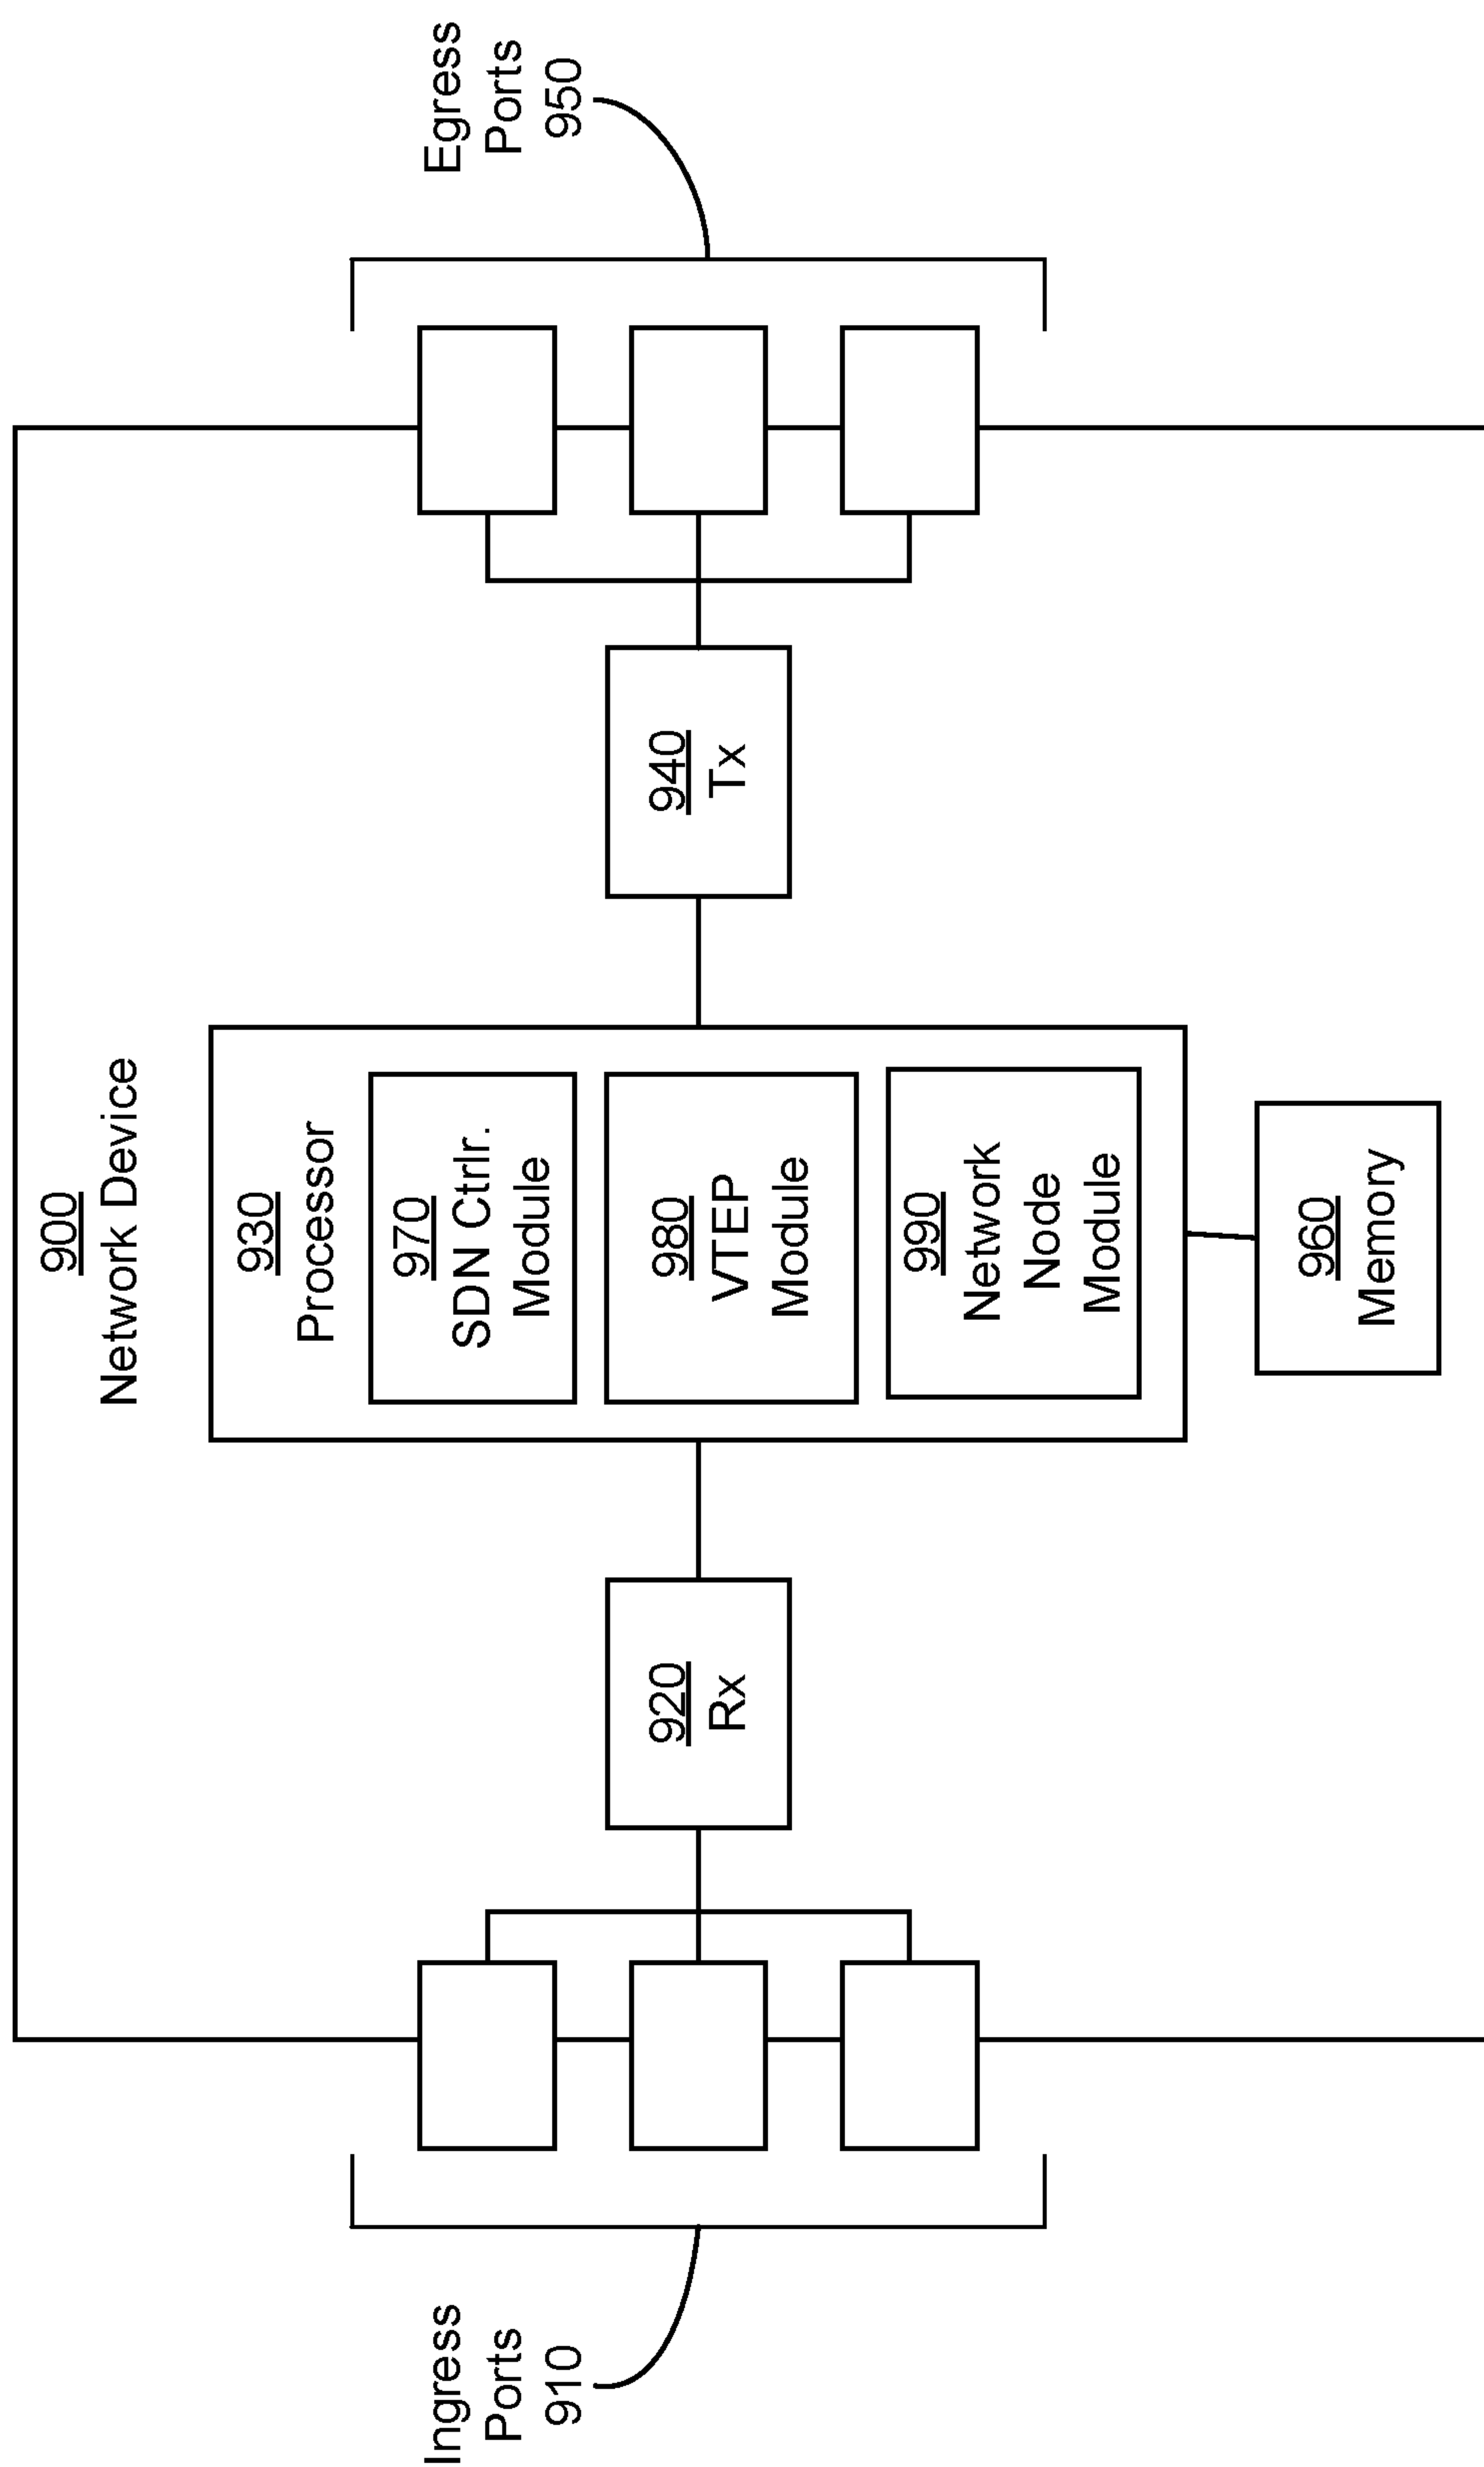 900
Network Device
930
Processor
970
SDN Ctrlr.
Module
980
VTEP
Module
990
Network
Node
Module
960
Memory
Ingress
Ports
910
920
Rx
940
Tx
Egress
Ports
950